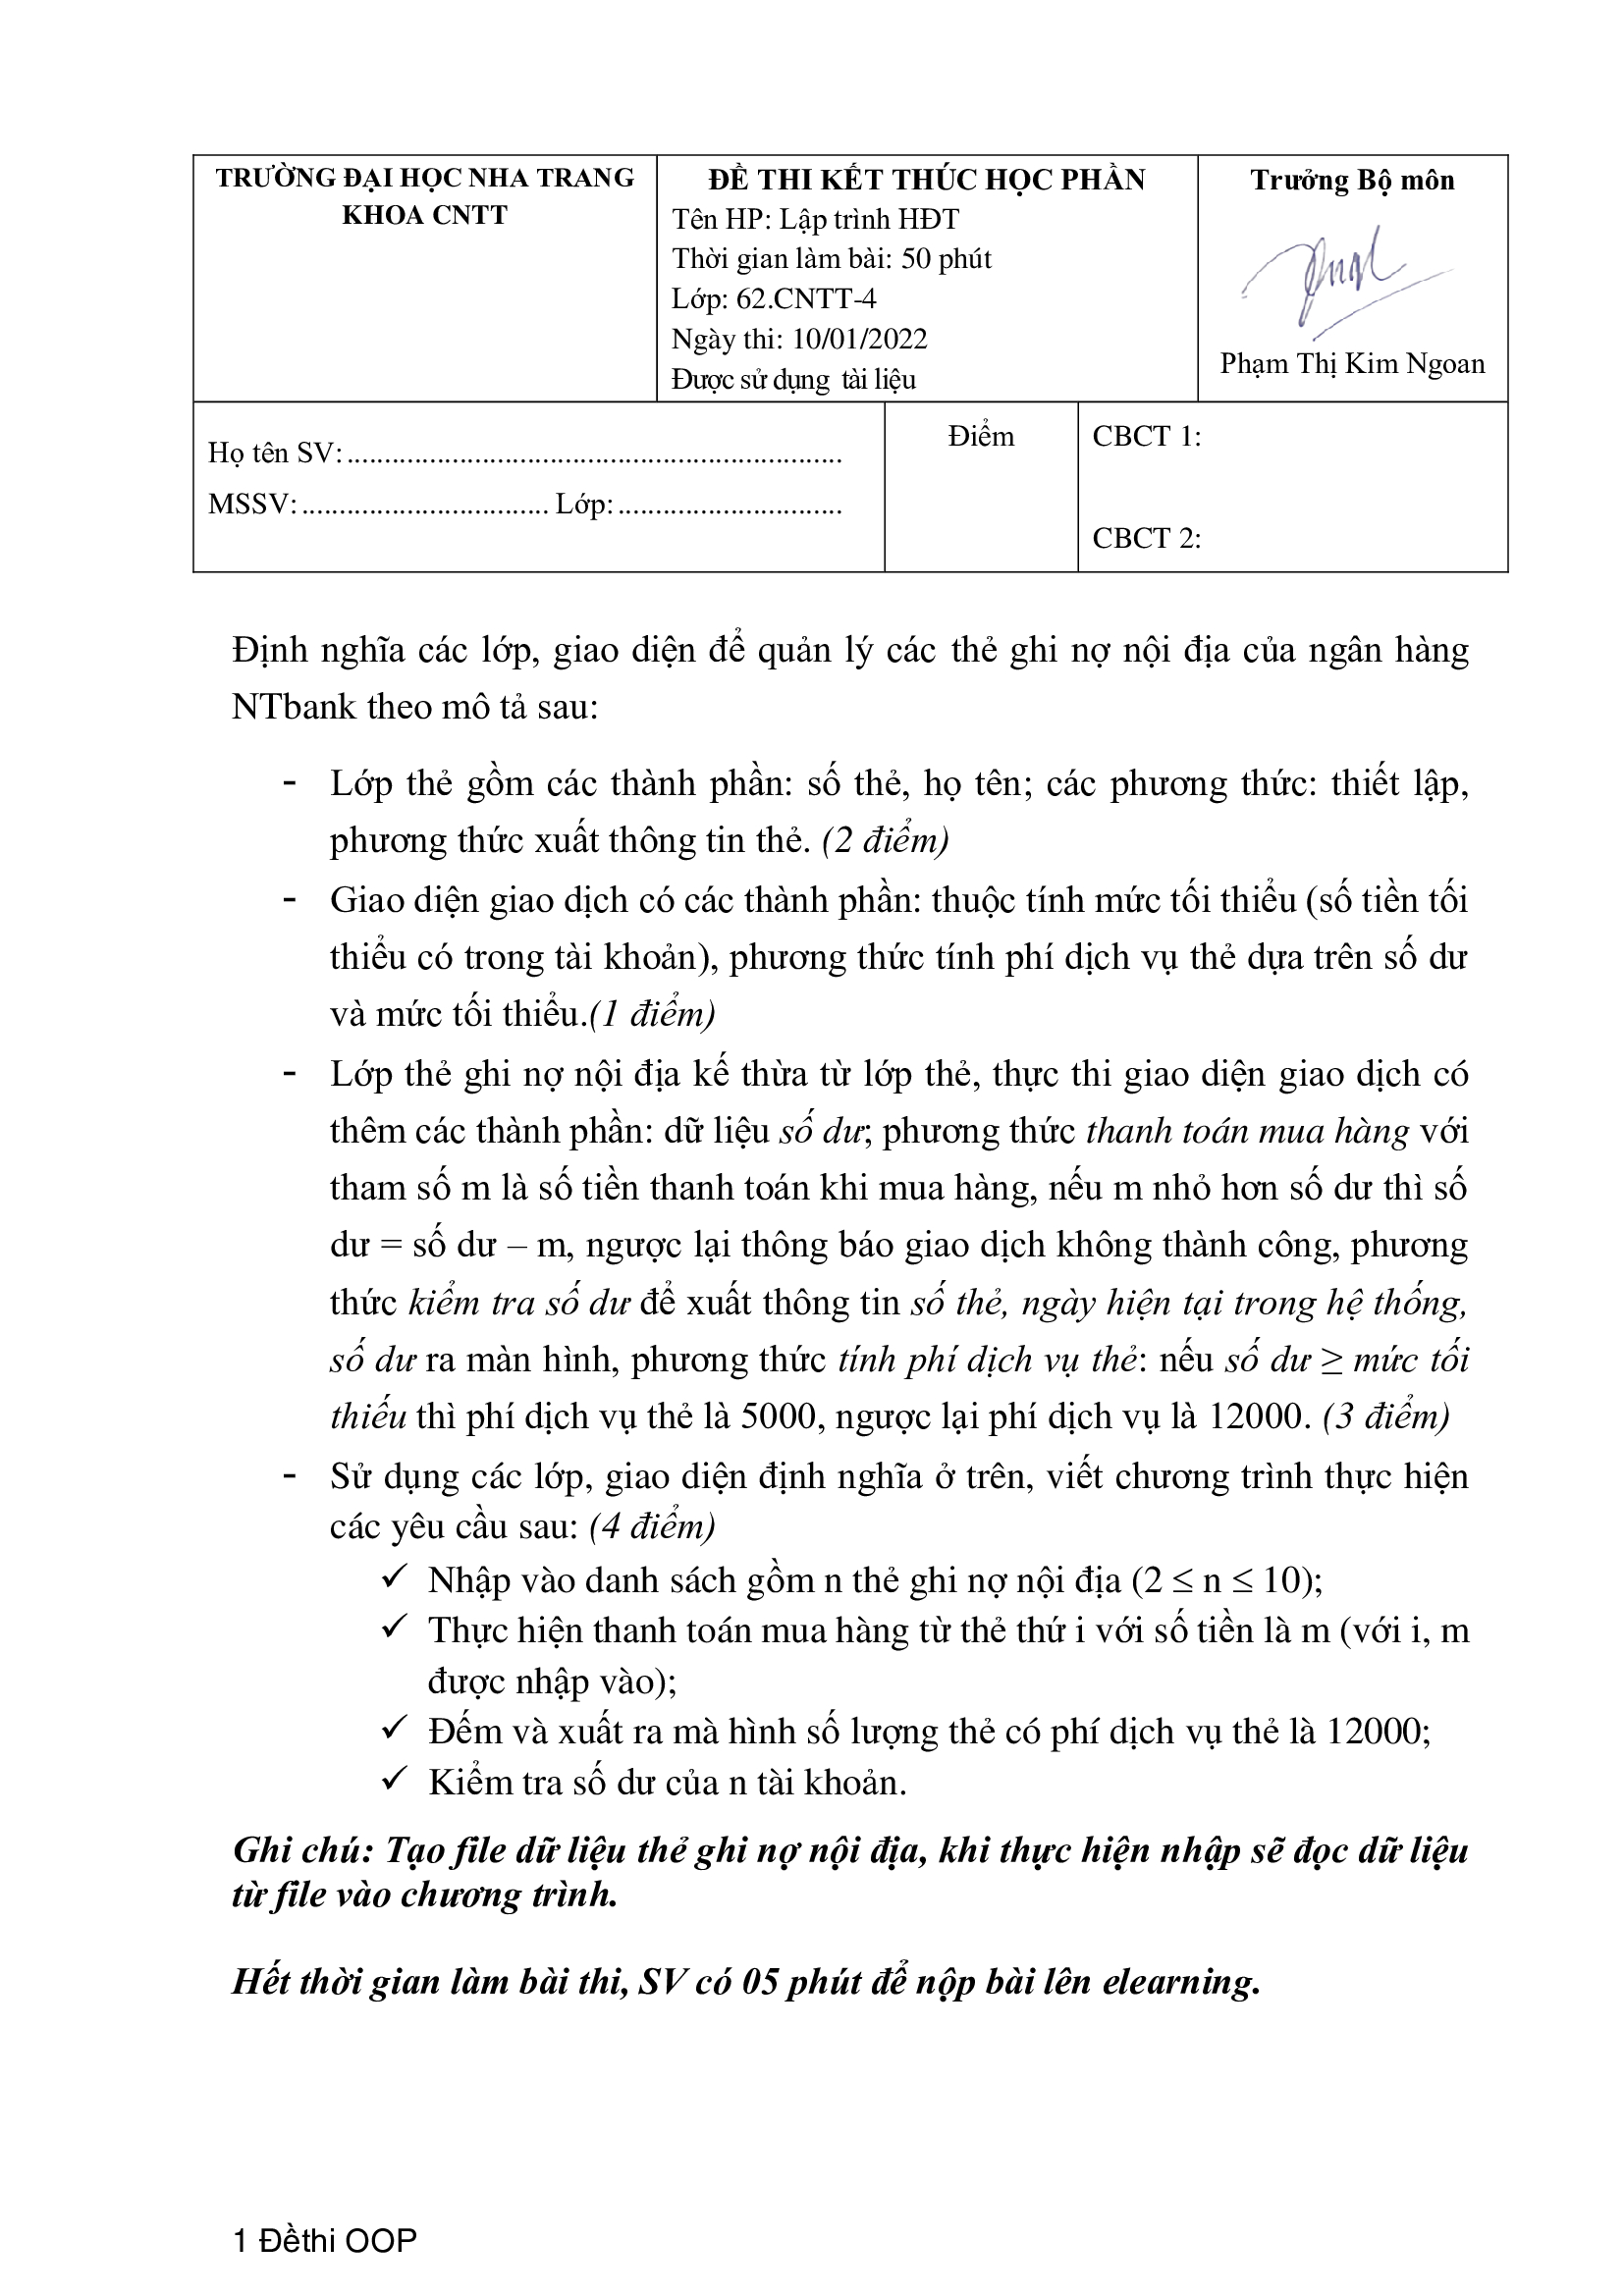 TRƯỜNG ĐẠI HỌC NHA TRANG
KHOA CNTT
ĐỀ THI KẾT THÚC HỌC PHẦN
Tên HP: Lập trình HĐT
Thời gian làm bài: 50 phút
Lớp: 62.CNTT-4
Ngày thi: 10/01/2022
Được sử dụng tài liệu
Trưởng Bộ môn
Phạm Thị Kim Ngoan
Họ tên SV: ..................................................................
MSSV: ................................. Lớp: ..............................
Điểm
CBCT 1:
CBCT 2:
Định nghĩa các lớp, giao diện để quản lý các thẻ ghi nợ nội địa của ngân hàng
NTbank theo mô tả sau:
- Lớp thẻ gồm các thành phần: số thẻ, họ tên; các phương thức: thiết lập,
phương thức xuất thông tin thẻ. (2 điểm)
- Giao diện giao dịch có các thành phần: thuộc tính mức tối thiểu (số tiền tối
thiểu có trong tài khoản), phương thức tính phí dịch vụ thẻ dựa trên số dư
và mức tối thiểu.(1 điểm)
- Lớp thẻ ghi nợ nội địa kế thừa từ lớp thẻ, thực thi giao diện giao dịch có
thêm các thành phần: dữ liệu số dư; phương thức thanh toán mua hàng với
tham số m là số tiền thanh toán khi mua hàng, nếu m nhỏ hơn số dư thì số
dư = số dư – m, ngược lại thông báo giao dịch không thành công, phương
thức kiểm tra số dư để xuất thông tin số thẻ, ngày hiện tại trong hệ thống,
số dư ra màn hình, phương thức tính phí dịch vụ thẻ: nếu số dư ≥ mức tối
thiếu thì phí dịch vụ thẻ là 5000, ngược lại phí dịch vụ là 12000. (3 điểm)
- Sử dụng các lớp, giao diện định nghĩa ở trên, viết chương trình thực hiện
các yêu cầu sau: (4 điểm)
✓ Nhập vào danh sách gồm n thẻ ghi nợ nội địa (2 ≤ n ≤ 10);
✓ Thực hiện thanh toán mua hàng từ thẻ thứ i với số tiền là m (với i, m
được nhập vào);
✓ Đếm và xuất ra mà hình số lượng thẻ có phí dịch vụ thẻ là 12000;
✓ Kiểm tra số dư của n tài khoản.
Ghi chú: Tạo file dữ liệu thẻ ghi nợ nội địa, khi thực hiện nhập sẽ đọc dữ liệu
từ file vào chương trình.
Hết thời gian làm bài thi, SV có 05 phút để nộp bài lên elearning.
1 Đềthi OOP